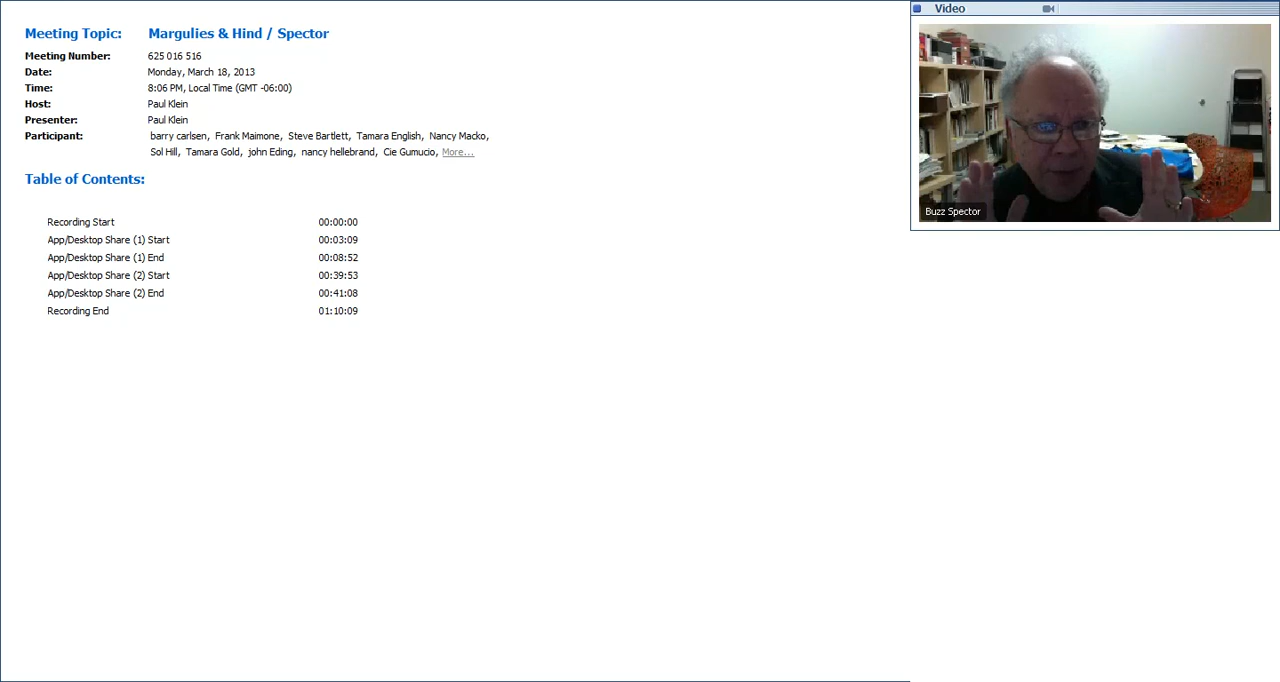 Meeting Topic: Margulies & Hind / Spector
Meeting Number: 625 016 516
Date: Monday, March 18, 2013
Time: 8:06 PM, Local Time (GMT -06:00)
Host: Paul Klein
Presenter: Paul Klein
Participant: barry carlsen, Frank Maimone, Steve Bartlett, Tamara English, Nancy Macko,
Sol Hill, Tamara Gold, john Eding, nancy hellebrand, Cie Gumucio, More...
Table of Contents:
Recording Start 00:00:00
App/Desktop Share (1) Start 00:03:09
App/Desktop Share (1) End 00:08:52
App/Desktop Share (2) Start 00:39:53
App/Desktop Share (2) End 00:41:08
Recording End 01:10:09
Video
Buzz Spector